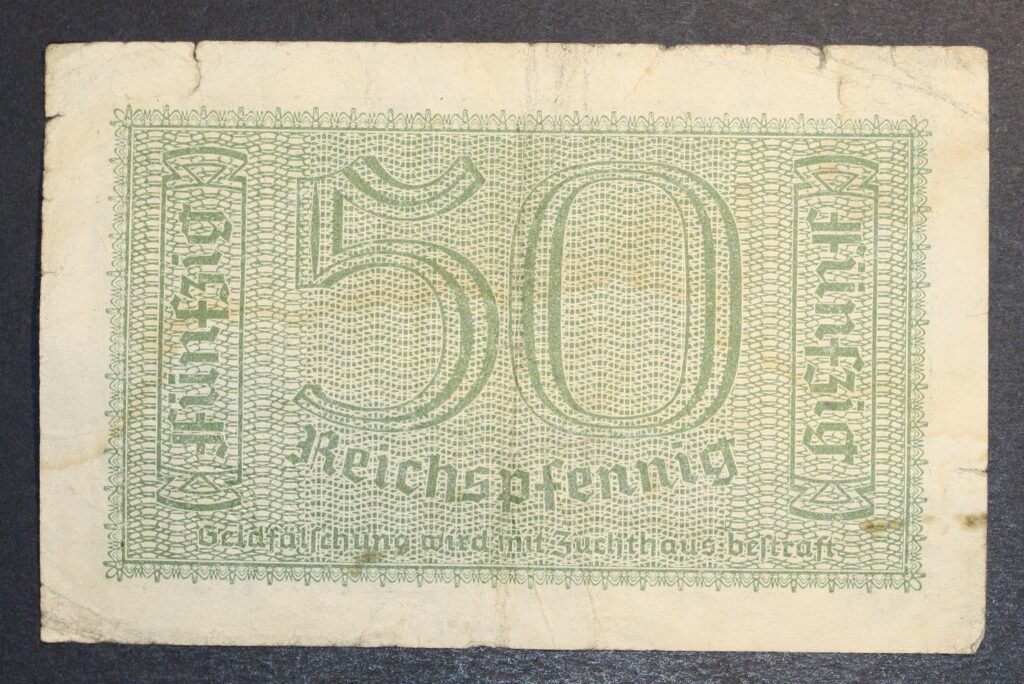 Fünfzig
50
Reichspfennig
Geldfälschung wird mit Zuchthaus bestraft
Fünfzig